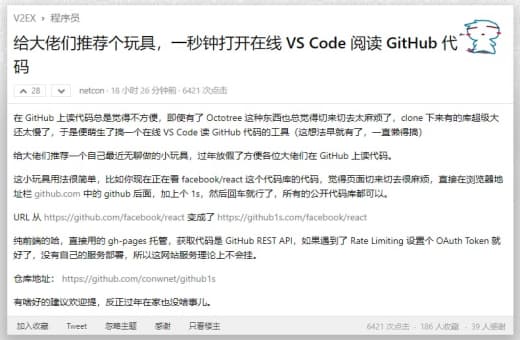 V2EX › 程序员
给大佬们推荐个玩具，一秒钟打开在线 VS Code 阅读 GitHub 代
码
28 netcon · 18 小时 26 分钟前 · 6421 次点击
在 GitHub 上读代码总是觉得不方便，即使有了 Octotree 这种东西也总觉得切来切去太麻烦了，clone 下来有的库超级大
还太慢了，于是便萌生了搞一个在线 VS Code 读 GitHub 代码的工具（这想法早就有了，一直懒得搞）
给大佬们推荐一个自己最近无聊做的小玩具，过年放假了方便各位大佬们在 GitHub 上读代码。
这小玩具用法很简单，比如你现在正在看 facebook/react 这个代码库的代码，觉得页面切来切去很麻烦，直接在浏览器地
址栏 github.com 中的 github 后面，加上个 1s，然后回车就行了，所有的公开代码库都可以。
URL 从 https://github.com/facebook/react 变成了 https://github1s.com/facebook/react
纯前端的哈，直接用的 gh-pages 托管，获取代码是 GitHub REST API，如果遇到了 Rate Limiting 设置个 OAuth Token 就
好了，没有自己的服务部署，所以这网站服务理论上不会挂。
仓库地址： https://github.com/conwnet/github1s
有啥好的建议欢迎提，反正过年在家也没啥事儿。
加入收藏 Tweet 忽略主题 感谢 只看楼主 6421 次点击 · 186 人收藏 · 39 人感谢